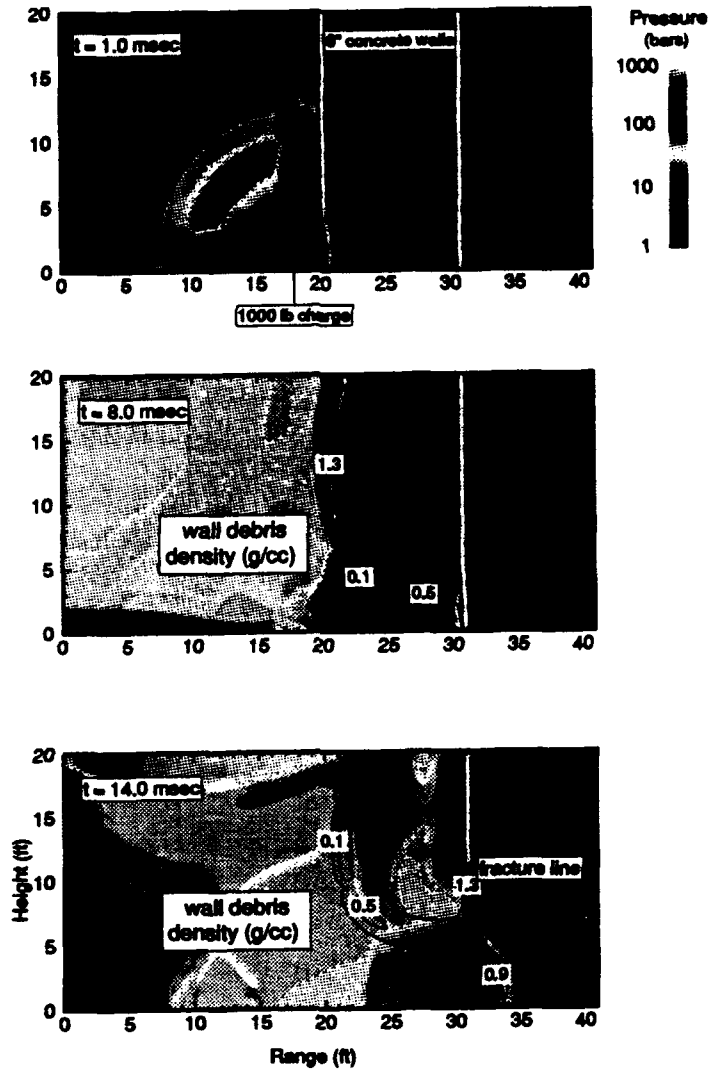 Pressure
(bars)
1000
100
10
1
20
15
10
5
0
t = 1.0 msec
8" concrete walls
0 5 10 15 20 25 30 35 40
1000 lb charge
20
15
10
5
0
t = 8.0 msec
1.3
wall debris
density (g/cc)
0.1
0.5
0 5 10 15 20 25 30 35 40
Height (ft)
20
15
10
5
0
t = 14.0 msec
0.1
fracture line
1.3
0.5
wall debris
density (g/cc)
0.9
0 5 10 15 20 25 30 35 40
Range (ft)